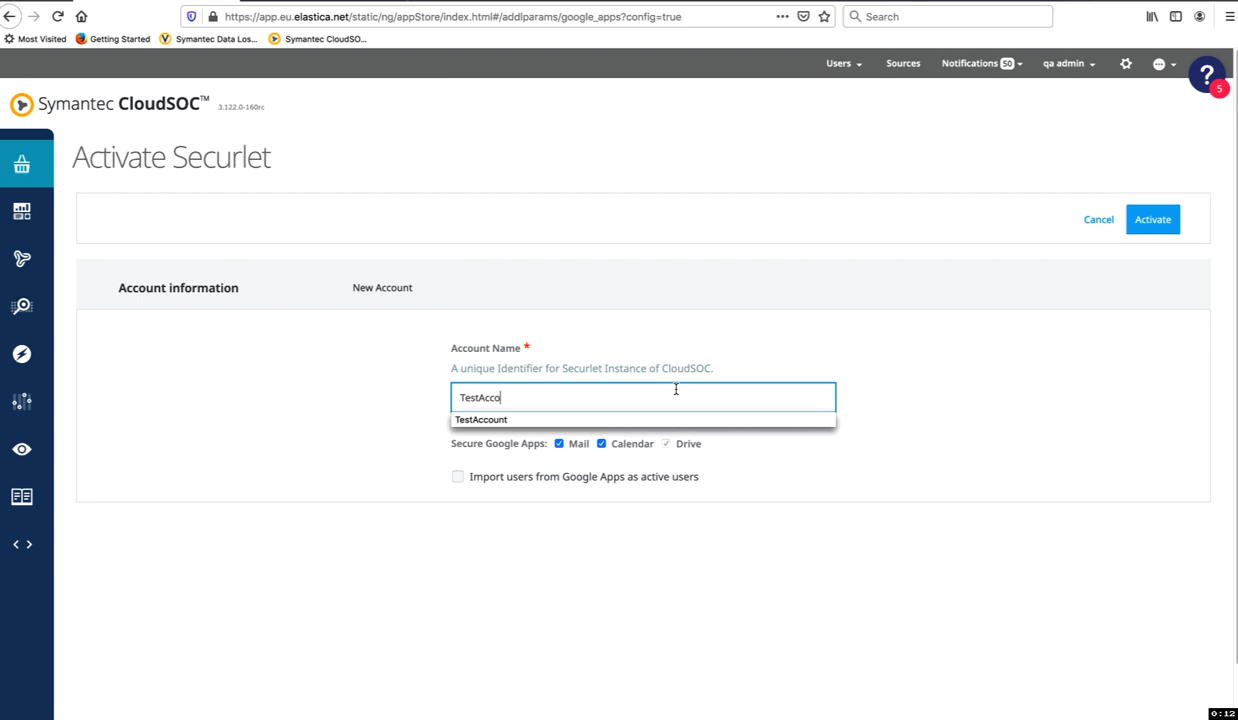 https://app.eu.elastica.net/static/ng/appStore/index.html#/addlparams/google_apps?config=true
Search
Most Visited
Getting Started
Symantec Data Los...
Symantec CloudSO...
Users
Sources
Notifications 50
qa admin
?
5
Symantec CloudSOC™
3.122.0-160rc
Activate Securlet
Cancel
Activate
Account information
New Account
Account Name *
A unique Identifier for Securlet Instance of CloudSOC.
TestAcco
TestAccount
Secure Google Apps: Mail Calendar Drive
Import users from Google Apps as active users
0:12